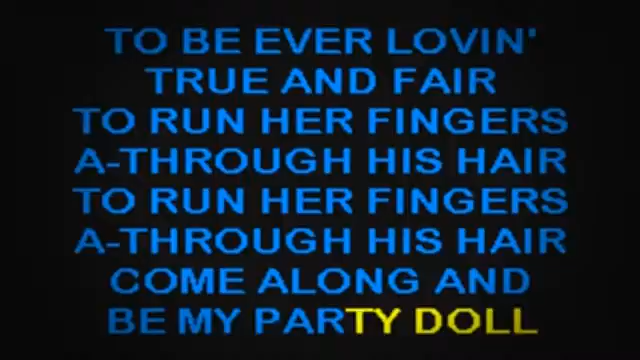 TO BE EVER LOVIN'
TRUE AND FAIR
TO RUN HER FINGERS
A-THROUGH HIS HAIR
TO RUN HER FINGERS
A-THROUGH HIS HAIR
COME ALONG AND
BE MY PARTY DOLL